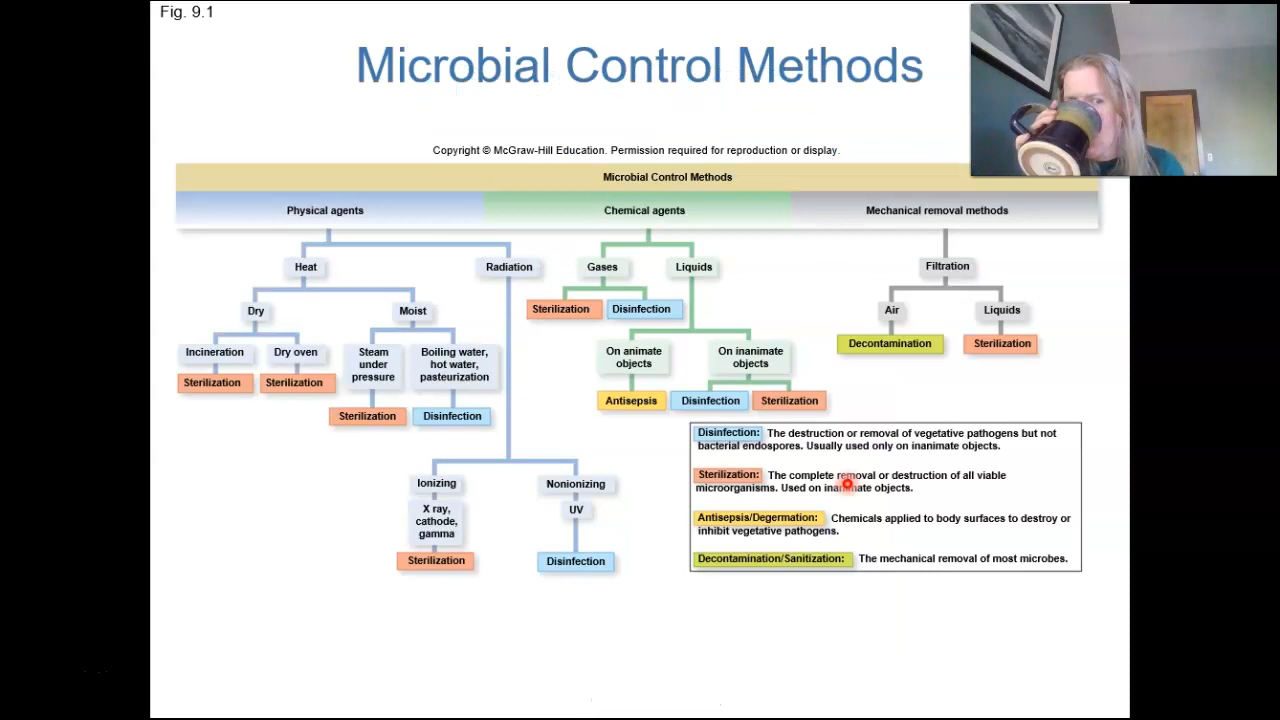 Fig. 9.1
Microbial Control Methods
Copyright © McGraw-Hill Education. Permission required for reproduction or display.
Microbial Control Methods
Physical agents
Chemical agents
Mechanical removal methods
Heat
Radiation
Gases
Liquids
Filtration
Dry
Moist
Sterilization
Disinfection
Air
Liquids
Incineration
Dry oven
Steam
under
pressure
Boiling water,
hot water,
pasteurization
On animate
objects
On inanimate
objects
Decontamination
Sterilization
Sterilization
Sterilization
Sterilization
Disinfection
Antisepsis
Disinfection
Sterilization
Ionizing
Nonionizing
X ray,
cathode,
gamma
UV
Sterilization
Disinfection
Disinfection: The destruction or removal of vegetative pathogens but not
bacterial endospores. Usually used only on inanimate objects.
Sterilization: The complete removal or destruction of all viable
microorganisms. Used on inanimate objects.
Antisepsis/Degermation: Chemicals applied to body surfaces to destroy or
inhibit vegetative pathogens.
Decontamination/Sanitization: The mechanical removal of most microbes.